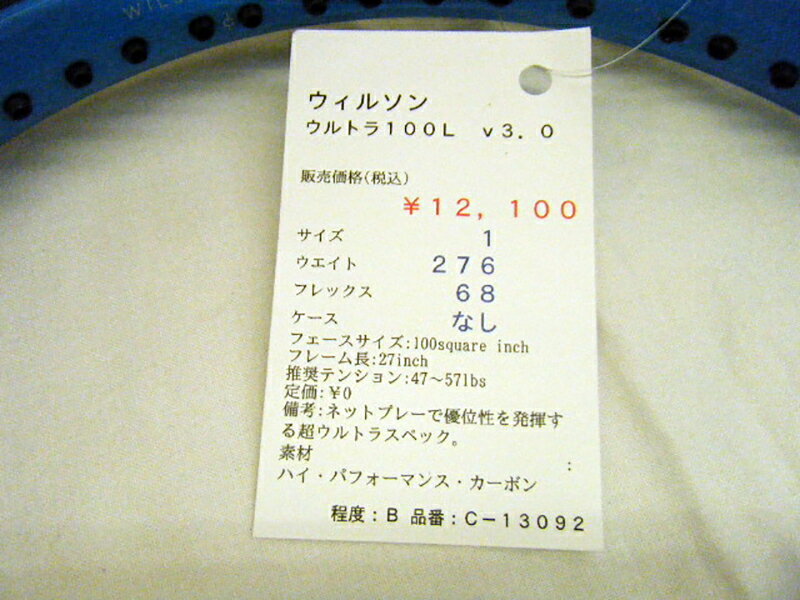 WILS
ウィルソン
ウルトラ100L v3.0
販売価格(税込)
¥12,100
サイズ 1
ウエイト 276
フレックス 68
ケース なし
フェースサイズ:100square inch
フレーム長:27inch
推奨テンション:47～57lbs
定価:¥0
備考:ネットプレーで優位性を発揮す
る超ウルトラスペック。
素材 :
ハイ・パフォーマンス・カーボン
程度:B 品番:C-13092